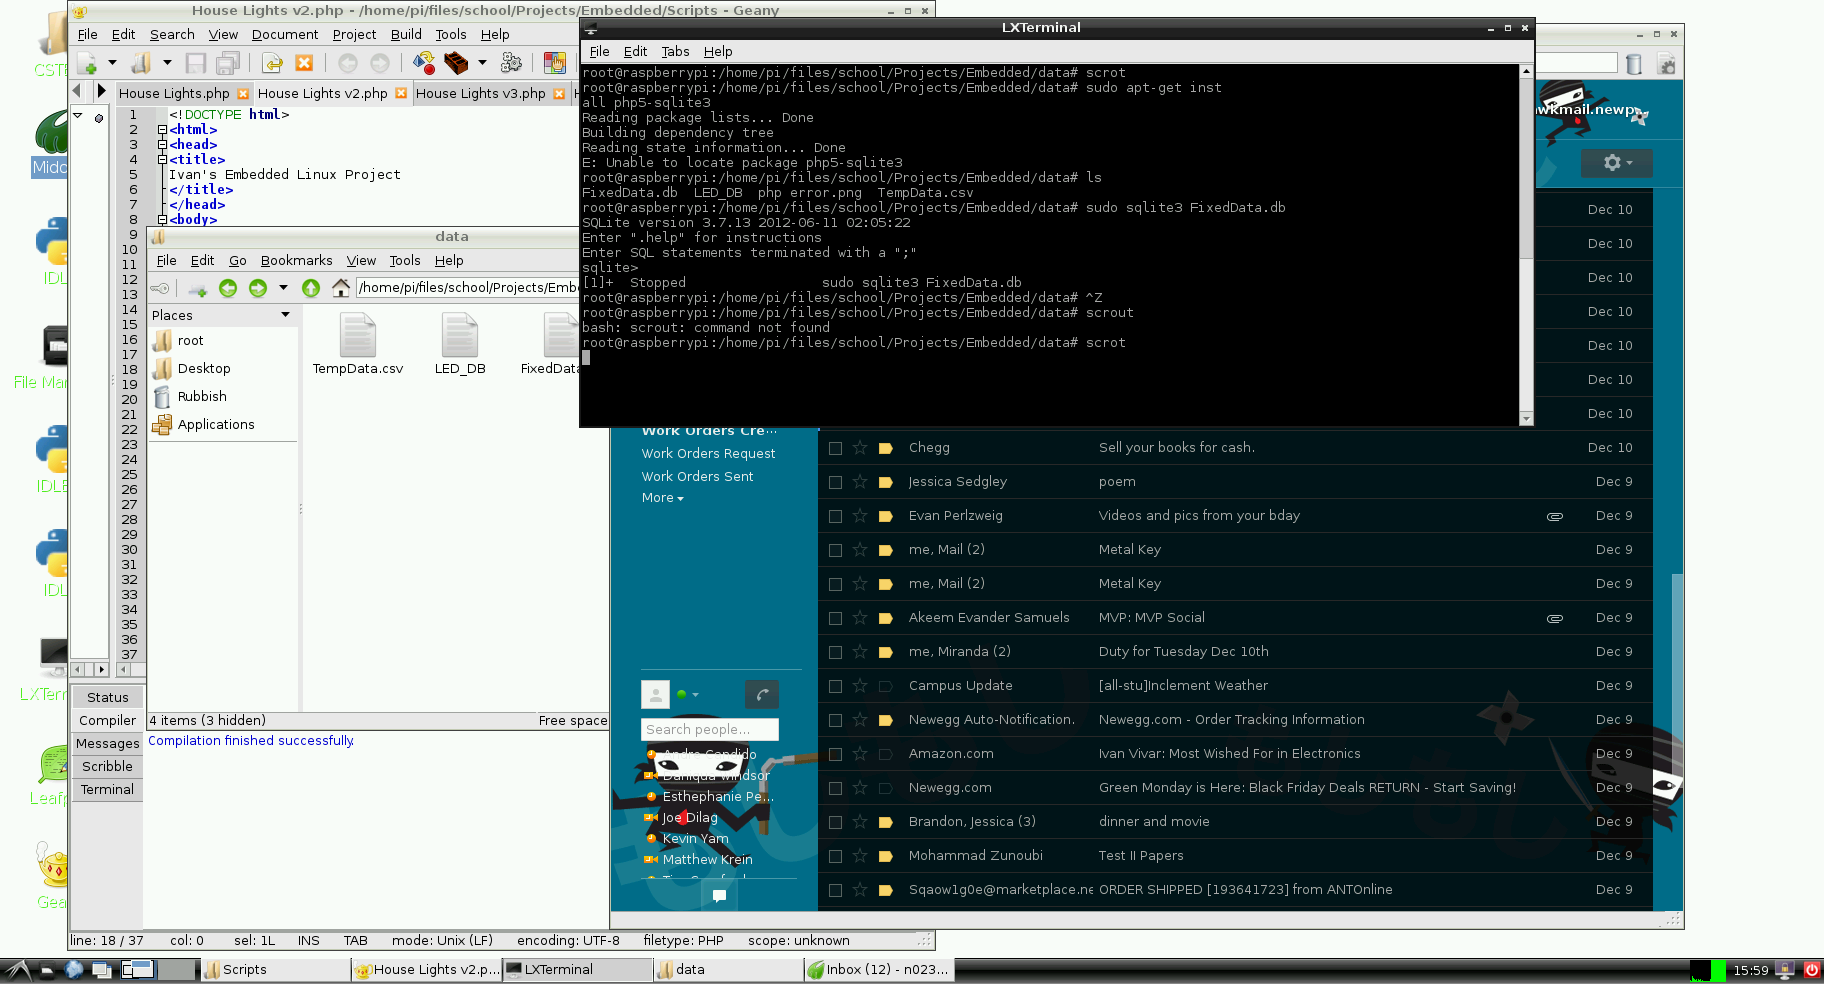 House Lights v2.php - /home/pi/files/school/Projects/Embedded/Scripts - Geany
File Edit Search View Document Project Build Tools Help
House Lights.php House Lights v2.php House Lights v3.php
1 <!DOCTYPE html>
2 <html>
3 <head>
4 <title>
5 Ivan's Embedded Linux Project
6 </title>
7 </head>
8 <body>
9
10
11
12
13
14
15
16
17
18
19
20
21
22
23
24
25
26
27
28
29
30
31
32
33
34
35
36
37
LXTerminal
File Edit Tabs Help
root@raspberrypi:/home/pi/files/school/Projects/Embedded/data# scrot
root@raspberrypi:/home/pi/files/school/Projects/Embedded/data# sudo apt-get inst
all php5-sqlite3
Reading package lists... Done
Building dependency tree
Reading state information... Done
E: Unable to locate package php5-sqlite3
root@raspberrypi:/home/pi/files/school/Projects/Embedded/data# ls
FixedData.db LED_DB php error.png TempData.csv
root@raspberrypi:/home/pi/files/school/Projects/Embedded/data# sudo sqlite3 FixedData.db
SQLite version 3.7.13 2012-06-11 02:05:22
Enter ".help" for instructions
Enter SQL statements terminated with a ";"
sqlite>
[1]+ Stopped sudo sqlite3 FixedData.db
root@raspberrypi:/home/pi/files/school/Projects/Embedded/data# ^Z
root@raspberrypi:/home/pi/files/school/Projects/Embedded/data# scrout
bash: scrout: command not found
root@raspberrypi:/home/pi/files/school/Projects/Embedded/data# scrot
data
File Edit Go Bookmarks View Tools Help
/home/pi/files/school/Projects/Emb
Places
root
Desktop
Rubbish
Applications
TempData.csv LED_DB FixedData
4 items (3 hidden) Free space
Status
Compiler
Messages
Scribble
Terminal
Compilation finished successfully.
line: 18 / 37 col: 0 sel: 1L INS TAB mode: Unix (LF) encoding: UTF-8 filetype: PHP scope: unknown
CSTE
Mido
IDL
File Mar
IDLE
IDL
LXTerr
Leafp
Gea
wkmail.newp
Dec 10
Dec 10
Dec 10
Dec 10
Dec 10
Dec 10
Dec 10
Work Orders Cre...
Work Orders Request
Work Orders Sent
More
Chegg Sell your books for cash. Dec 10
Jessica Sedgley poem Dec 9
Evan Perlzweig Videos and pics from your bday Dec 9
me, Mail (2) Metal Key Dec 9
me, Mail (2) Metal Key Dec 9
Akeem Evander Samuels MVP: MVP Social Dec 9
me, Miranda (2) Duty for Tuesday Dec 10th Dec 9
Campus Update [all-stu]Inclement Weather Dec 9
Newegg Auto-Notification. Newegg.com - Order Tracking Information Dec 9
Amazon.com Ivan Vivar: Most Wished For in Electronics Dec 9
Newegg.com Green Monday is Here: Black Friday Deals RETURN - Start Saving! Dec 9
Brandon, Jessica (3) dinner and movie Dec 9
Mohammad Zunoubi Test II Papers Dec 9
Sqaow1g0e@marketplace.ne ORDER SHIPPED [193641723] from ANTOnline Dec 9
Search people...
Andre Candido
Daniqua Windsor
Esthephanie Pe...
Joe Dilag
Kevin Yam
Matthew Krein
Scripts House Lights v2.p... LXTerminal data Inbox (12) - n023... 15:59